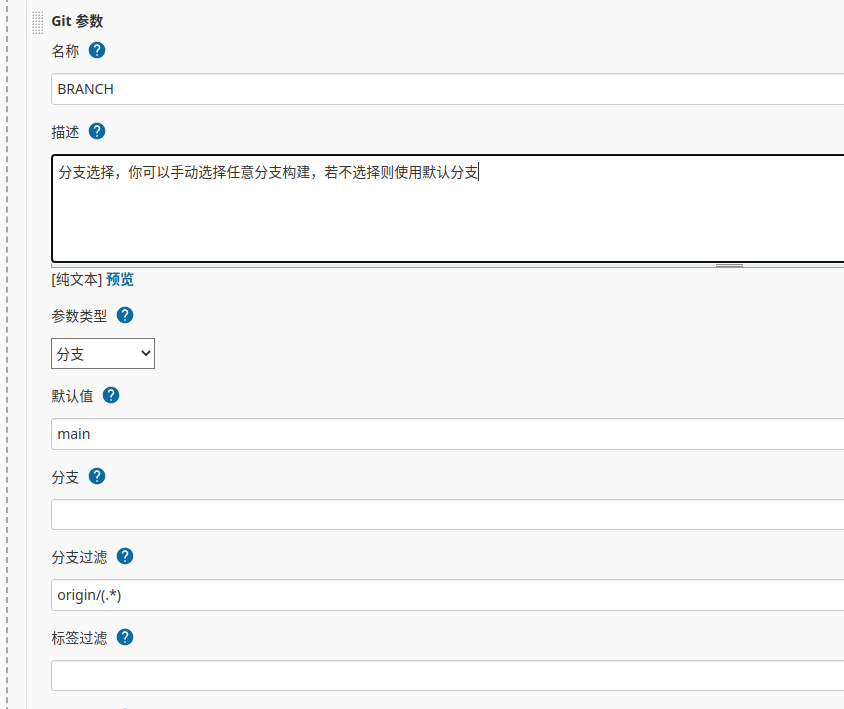 Git 参数
名称 ?
BRANCH
描述 ?
分支选择，你可以手动选择任意分支构建，若不选择则使用默认分支
[纯文本] 预览
参数类型 ?
分支
默认值 ?
main
分支 ?
分支过滤 ?
origin/(.*)
标签过滤 ?